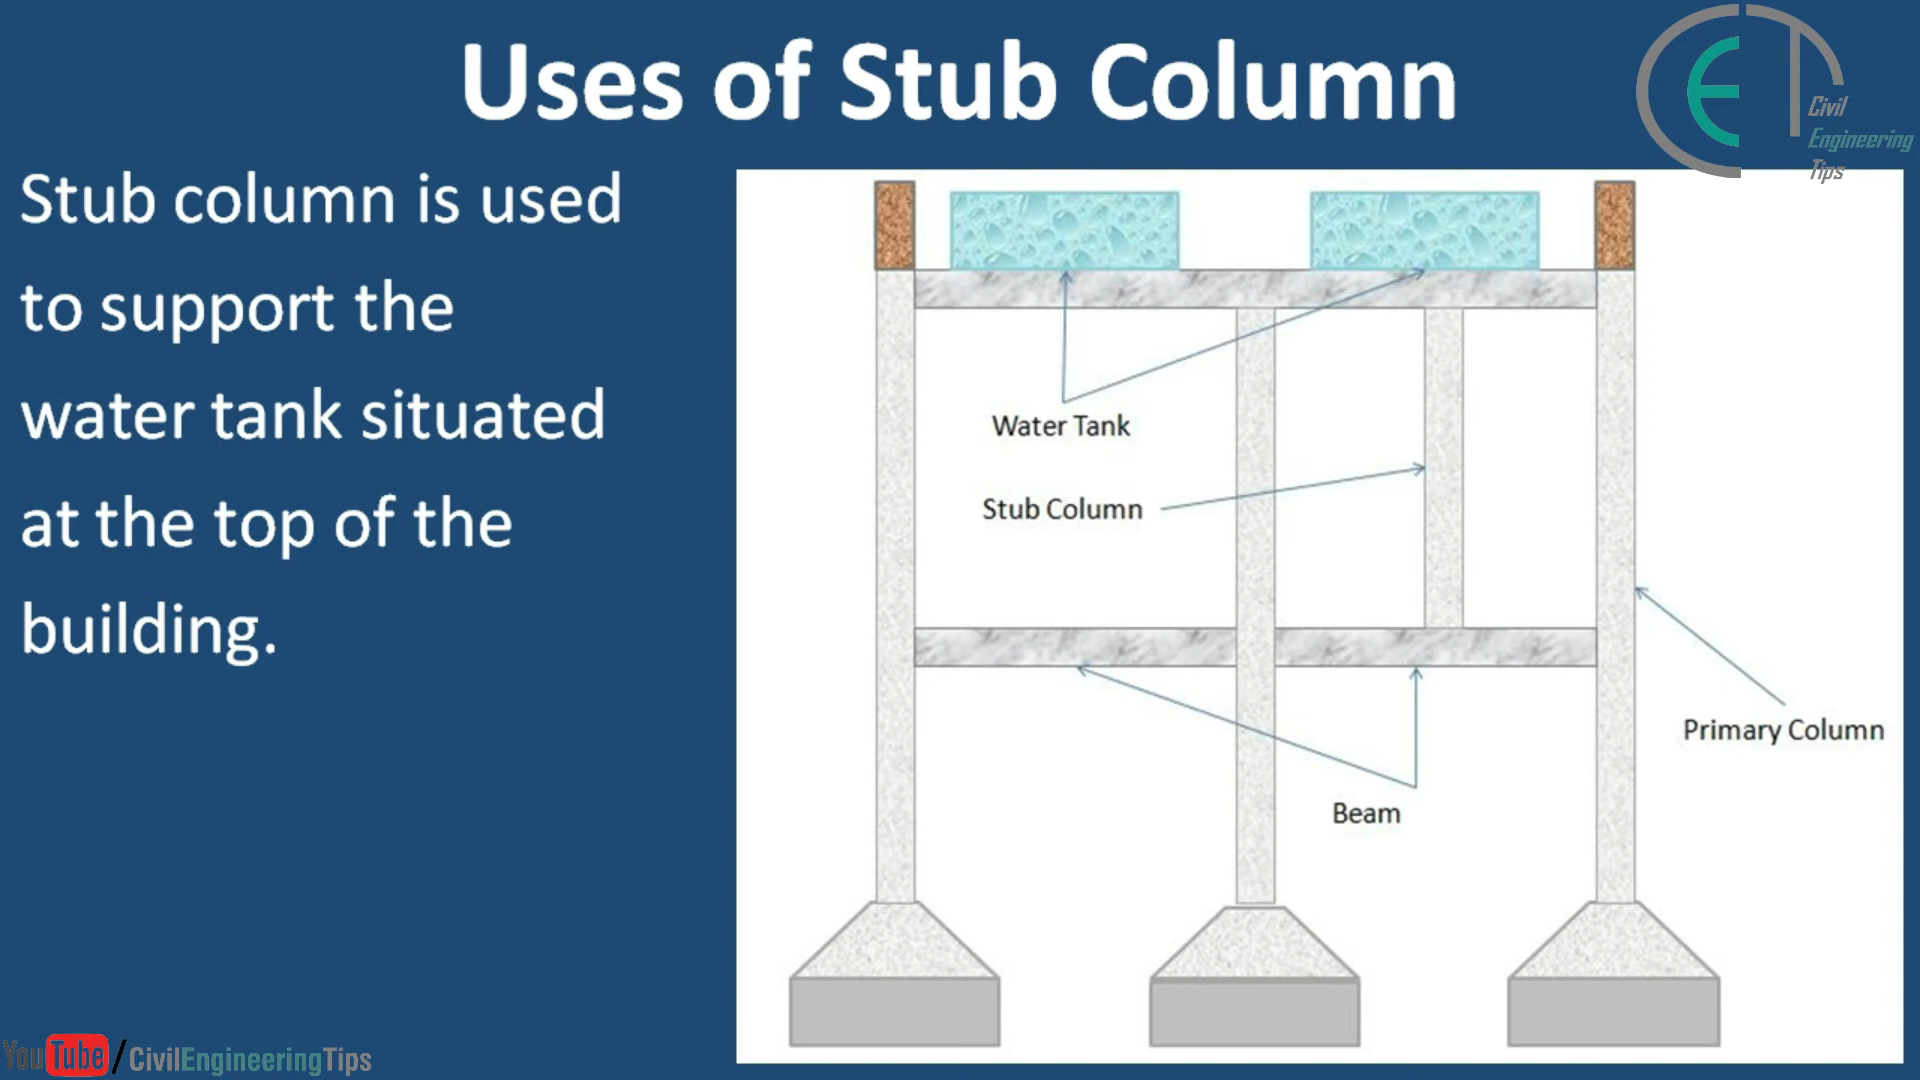 Uses of Stub Column
Civil
Engineering
Tips
Stub column is used
to support the
water tank situated
at the top of the
building.
Water Tank
Stub Column
Primary Column
Beam
YouTube/CivilEngineeringTips